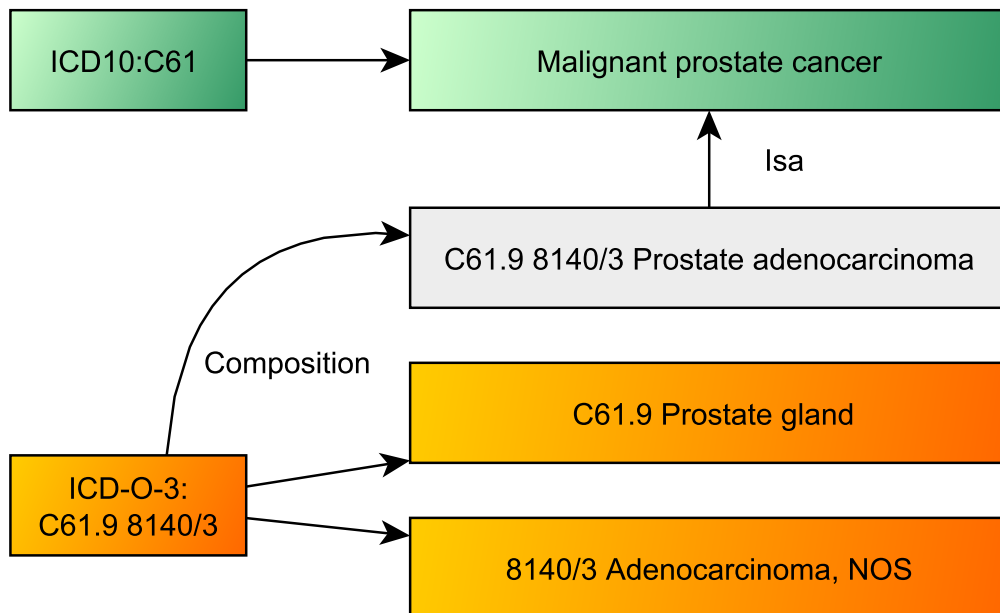 ICD10:C61
Malignant prostate cancer
Isa
C61.9 8140/3 Prostate adenocarcinoma
Composition
C61.9 Prostate gland
ICD-O-3:
C61.9 8140/3
8140/3 Adenocarcinoma, NOS